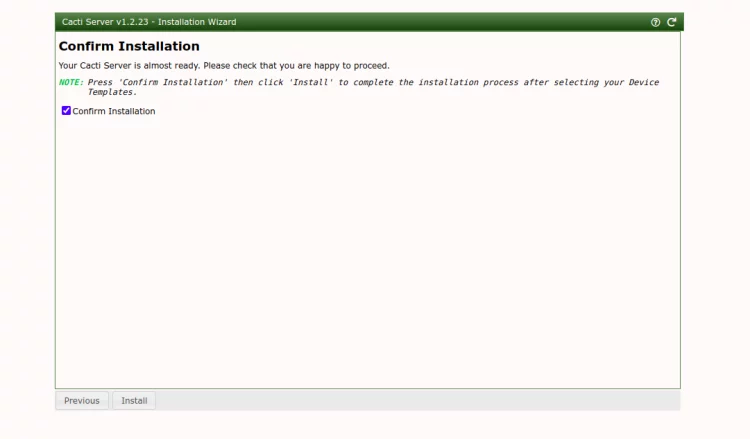 Cacti Server v1.2.23 - Installation Wizard
Confirm Installation
Your Cacti Server is almost ready. Please check that you are happy to proceed.
NOTE: Press 'Confirm Installation' then click 'Install' to complete the installation process after selecting your Device
Templates.
Confirm Installation
Previous Install